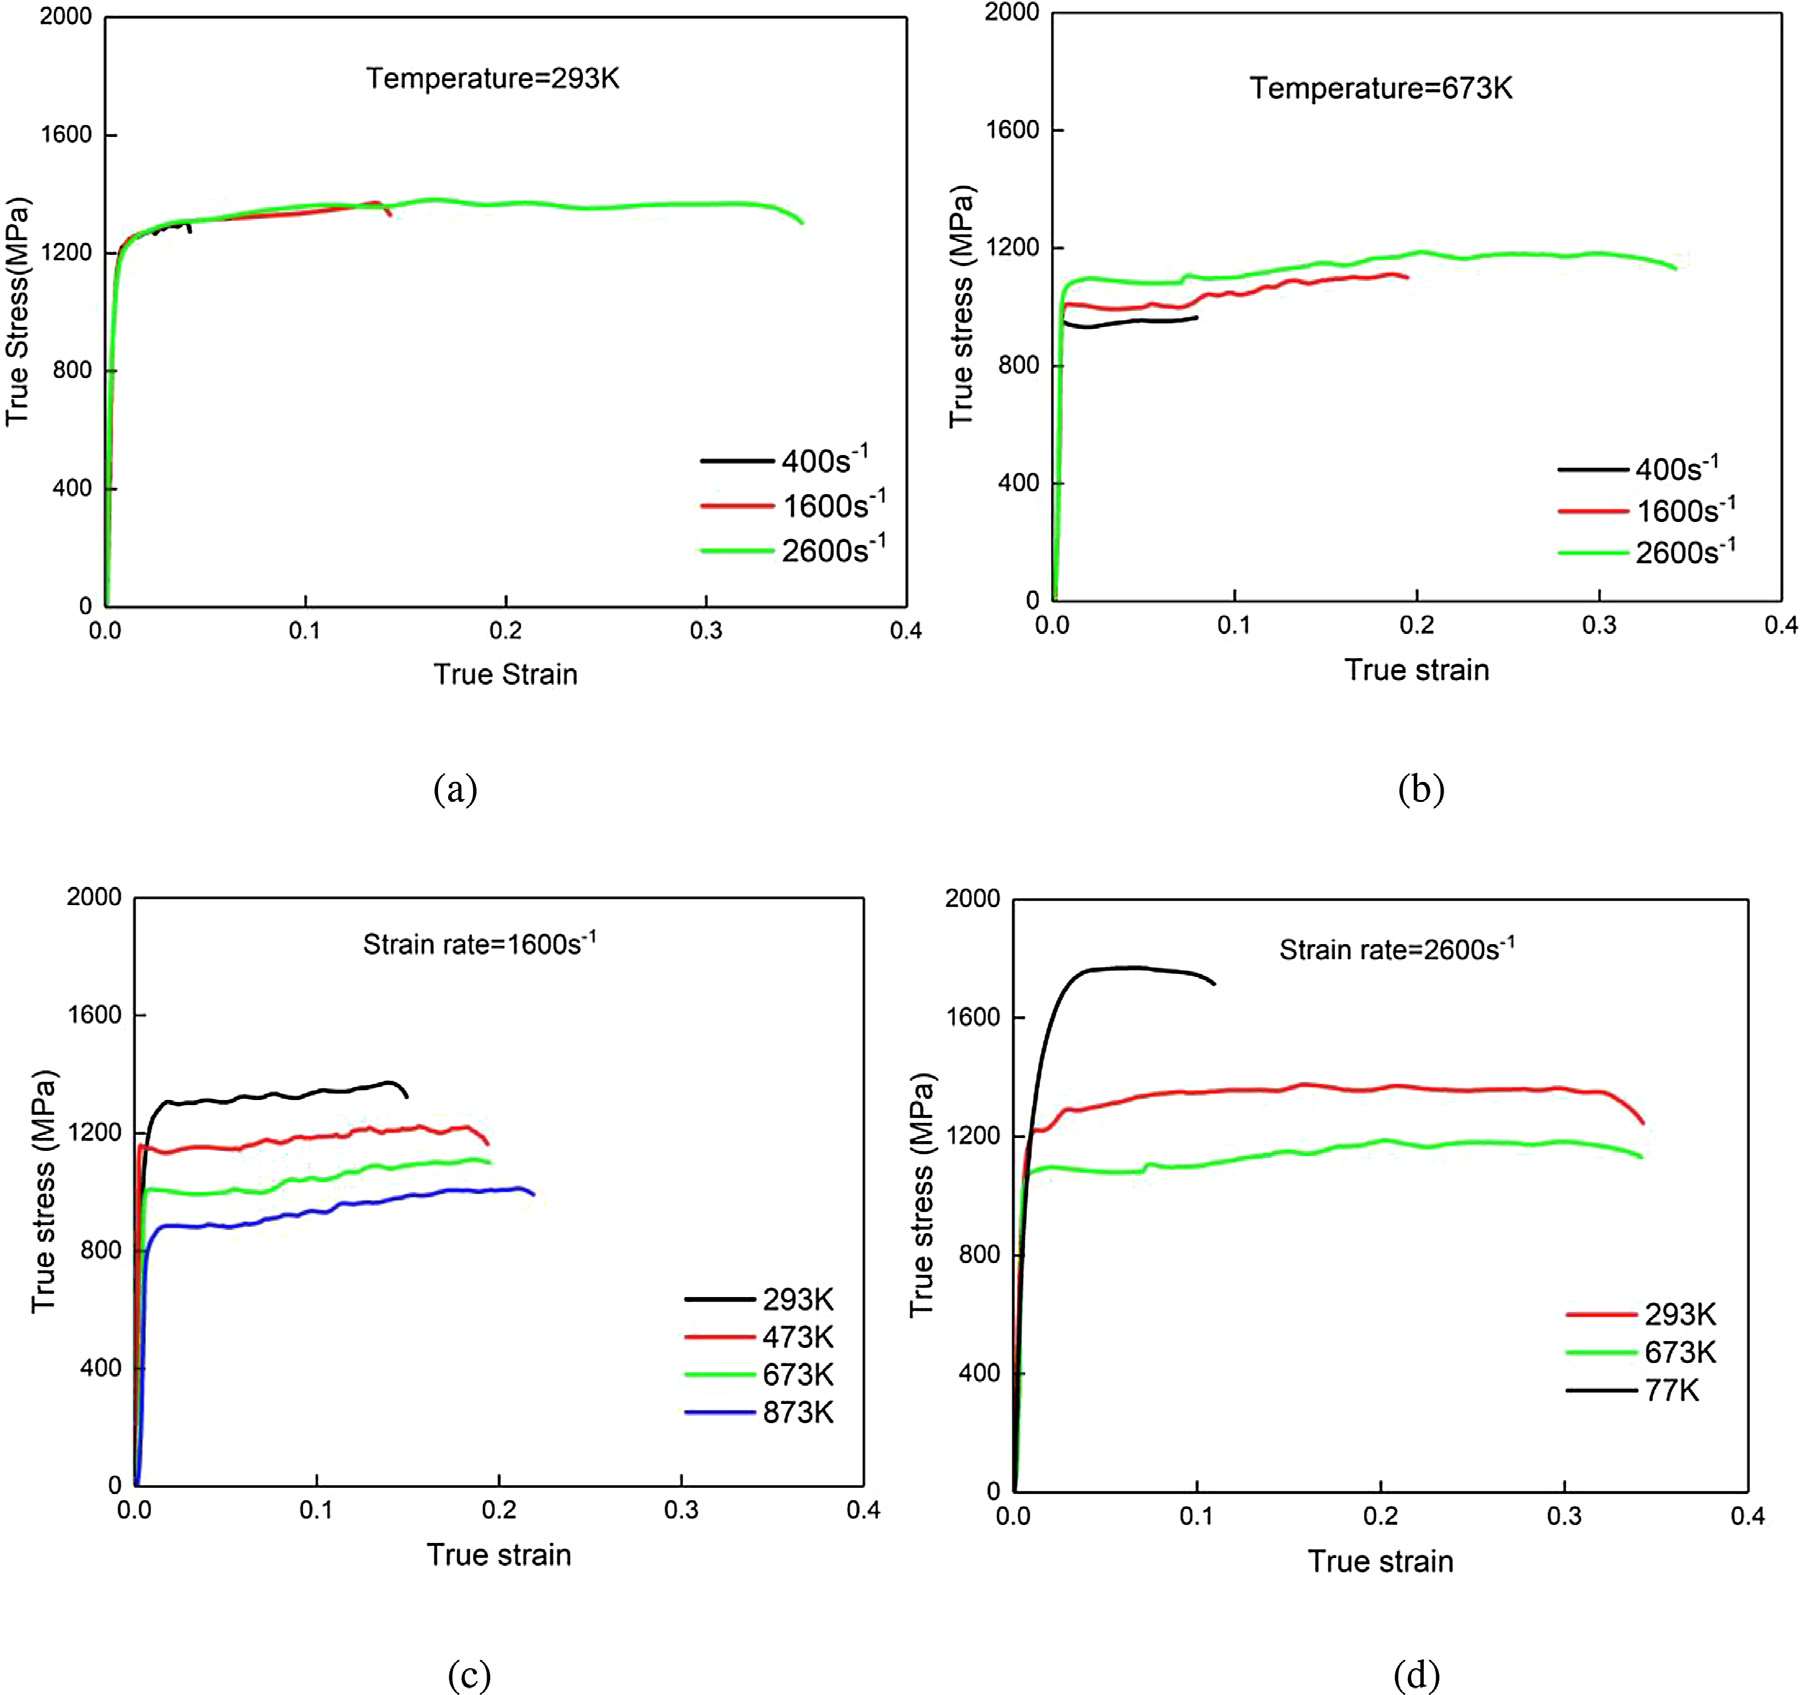 2000
1600
1200
800
400
0
True Stress(MPa)
Temperature=293K
400s⁻¹
1600s⁻¹
2600s⁻¹
0.0 0.1 0.2 0.3 0.4
True Strain
(a)
2000
1600
1200
800
400
0
True stress (MPa)
Temperature=673K
400s⁻¹
1600s⁻¹
2600s⁻¹
0.0 0.1 0.2 0.3 0.4
True strain
(b)
2000
1600
1200
800
400
0
True stress (MPa)
Strain rate=1600s⁻¹
293K
473K
673K
873K
0.0 0.1 0.2 0.3 0.4
True strain
(c)
2000
1600
1200
800
400
0
True stress (MPa)
Strain rate=2600s⁻¹
293K
673K
77K
0.0 0.1 0.2 0.3 0.4
True strain
(d)